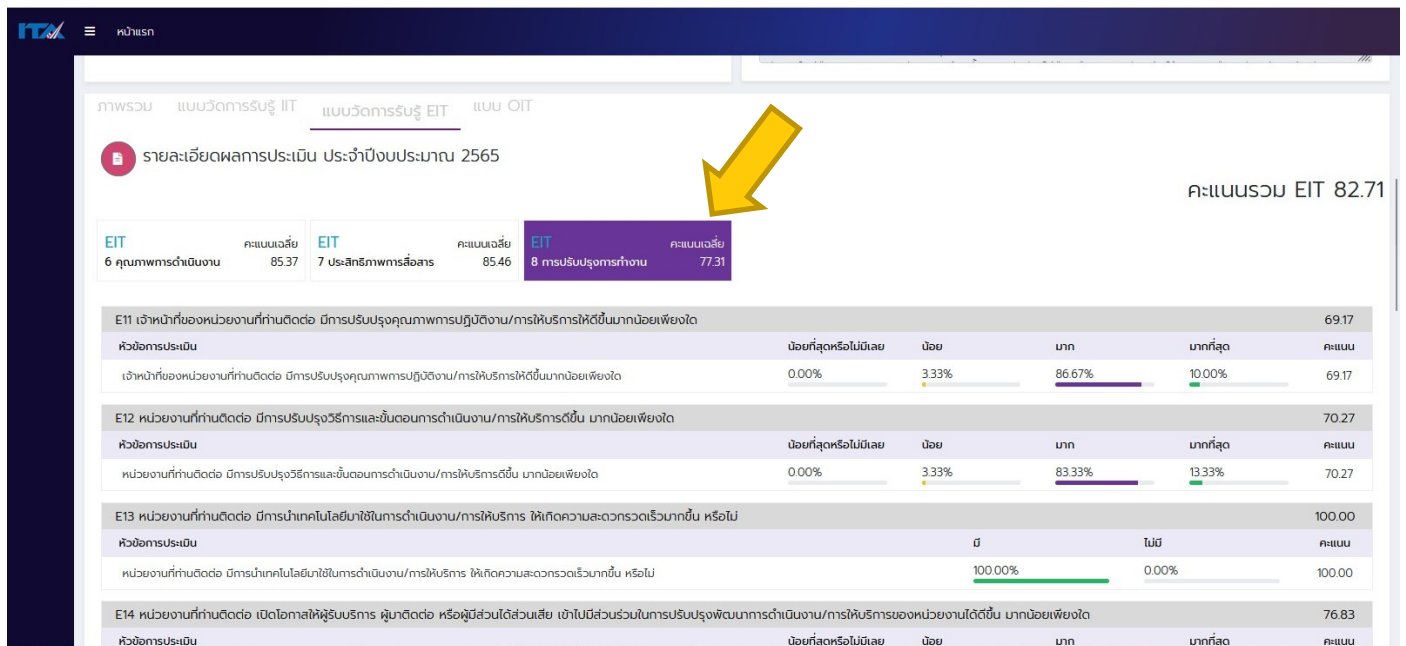 ITA หน้าแรก
ภาพรวม แบบวัดการรับรู้ IIT แบบวัดการรับรู้ EIT แบบ OIT
รายละเอียดผลการประเมิน ประจำปีงบประมาณ 2565
คะแนนรวม EIT 82.71
EIT คะแนนเฉลี่ย EIT คะแนนเฉลี่ย EIT คะแนนเฉลี่ย
6 คุณภาพการดำเนินงาน 85.37 7 ประสิทธิภาพการสื่อสาร 85.46 8 การปรับปรุงการทำงาน 77.31
E11 เจ้าหน้าที่ของหน่วยงานที่ท่านติดต่อ มีการปรับปรุงคุณภาพการปฏิบัติงาน/การให้บริการให้ดีขึ้นมากน้อยเพียงใด 69.17
หัวข้อการประเมิน น้อยที่สุดหรือไม่มีเลย น้อย มาก มากที่สุด คะแนน
เจ้าหน้าที่ของหน่วยงานที่ท่านติดต่อ มีการปรับปรุงคุณภาพการปฏิบัติงาน/การให้บริการให้ดีขึ้นมากน้อยเพียงใด 0.00% 3.33% 86.67% 10.00% 69.17
E12 หน่วยงานที่ท่านติดต่อ มีการปรับปรุงวิธีการและขั้นตอนการดำเนินงาน/การให้บริการดีขึ้น มากน้อยเพียงใด 70.27
หัวข้อการประเมิน น้อยที่สุดหรือไม่มีเลย น้อย มาก มากที่สุด คะแนน
หน่วยงานที่ท่านติดต่อ มีการปรับปรุงวิธีการและขั้นตอนการดำเนินงาน/การให้บริการดีขึ้น มากน้อยเพียงใด 0.00% 3.33% 83.33% 13.33% 70.27
E13 หน่วยงานที่ท่านติดต่อ มีการนำเทคโนโลยีมาใช้ในการดำเนินงาน/การให้บริการ ให้เกิดความสะดวกรวดเร็วมากขึ้น หรือไม่ 100.00
หัวข้อการประเมิน มี ไม่มี คะแนน
หน่วยงานที่ท่านติดต่อ มีการนำเทคโนโลยีมาใช้ในการดำเนินงาน/การให้บริการ ให้เกิดความสะดวกรวดเร็วมากขึ้น หรือไม่ 100.00% 0.00% 100.00
E14 หน่วยงานที่ท่านติดต่อ เปิดโอกาสให้ผู้รับบริการ ผู้มาติดต่อ หรือผู้มีส่วนได้ส่วนเสีย เข้าไปมีส่วนร่วมในการปรับปรุงพัฒนาการดำเนินงาน/การให้บริการของหน่วยงานได้ดีขึ้น มากน้อยเพียงใด 76.83
หัวข้อการประเมิน น้อยที่สุดหรือไม่มีเลย น้อย มาก มากที่สุด คะแนน